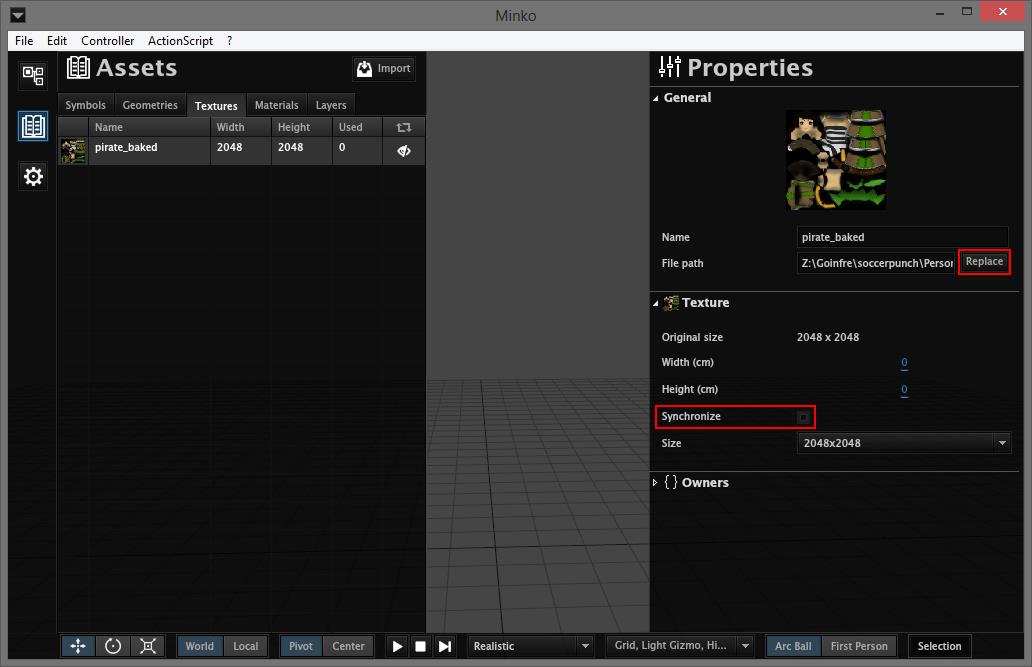 Minko
File Edit Controller ActionScript ?
Assets
Import
Symbols Geometries Textures Materials Layers
Name Width Height Used
pirate_baked 2048 2048 0
Properties
General
Name pirate_baked
File path Z:\Goinfre\soccerpunch\Person Replace
Texture
Original size 2048 x 2048
Width (cm) 0
Height (cm) 0
Synchronize
Size 2048x2048
{ } Owners
World Local Pivot Center Realistic Grid, Light Gizmo, Hi... Arc Ball First Person Selection